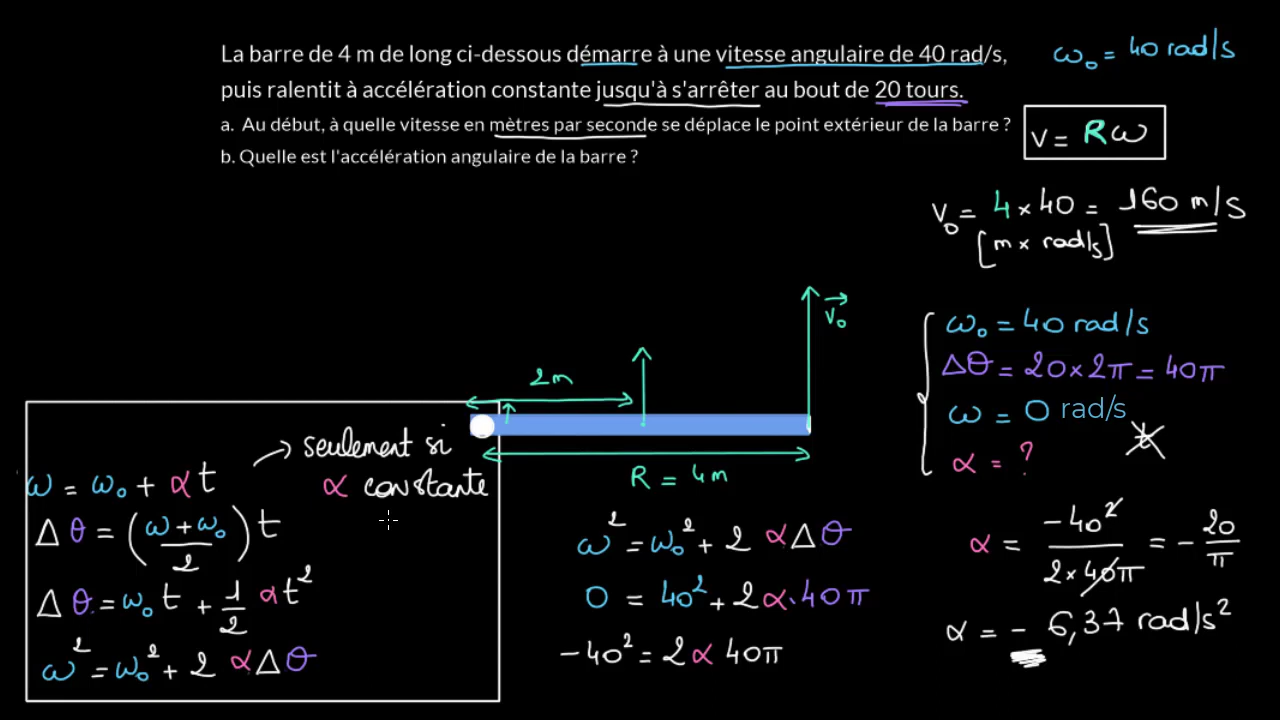 La barre de 4 m de long ci-dessous démarre à une vitesse angulaire de 40 rad/s,
puis ralentit à accélération constante jusqu'à s'arrêter au bout de 20 tours.
a. Au début, à quelle vitesse en mètres par seconde se déplace le point extérieur de la barre ?
b. Quelle est l'accélération angulaire de la barre ?
ω₀ = 40 rad/s
V = Rω
V₀ = 4 × 40 = 160 m/s
[m × rad/s]
V₀
2m
R = 4m
ω₀ = 40 rad/s
Δθ = 20 × 2π = 40π
ω = 0 rad/s
α = ?
t
→ seulement si
α constante
ω = ω₀ + αt
Δθ = (ω + ω₀ / 2) t
Δθ = ω₀t + 1/2 αt²
ω² = ω₀² + 2 αΔθ
ω² = ω₀² + 2 αΔθ
0 = 40² + 2α.40π
-40² = 2α 40π
α = -40² / 2 × 40π = - 20/π
α = - 6,37 rad/s²